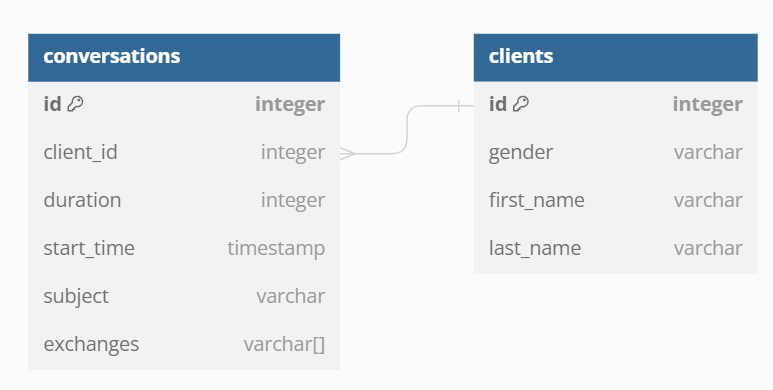 conversations
id integer
client_id integer
duration integer
start_time timestamp
subject varchar
exchanges varchar[]
clients
id integer
gender varchar
first_name varchar
last_name varchar